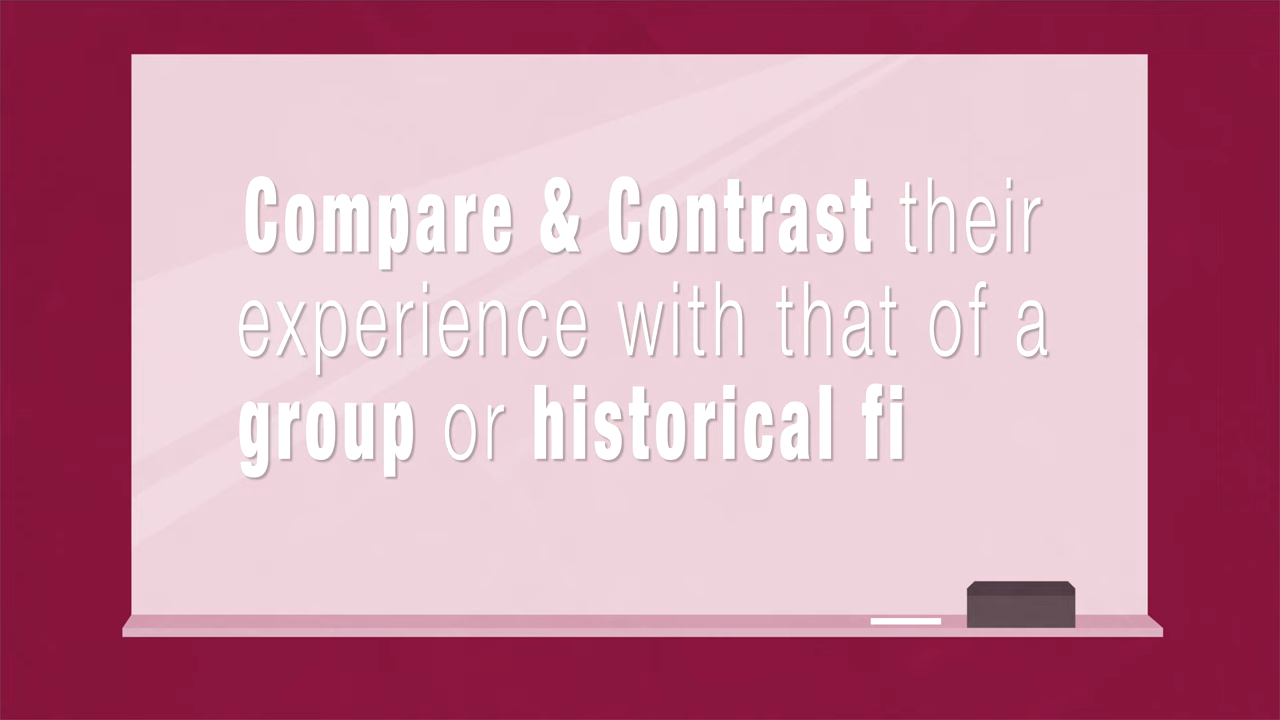 Compare & Contrast their
experience with that of a
group or historical fi